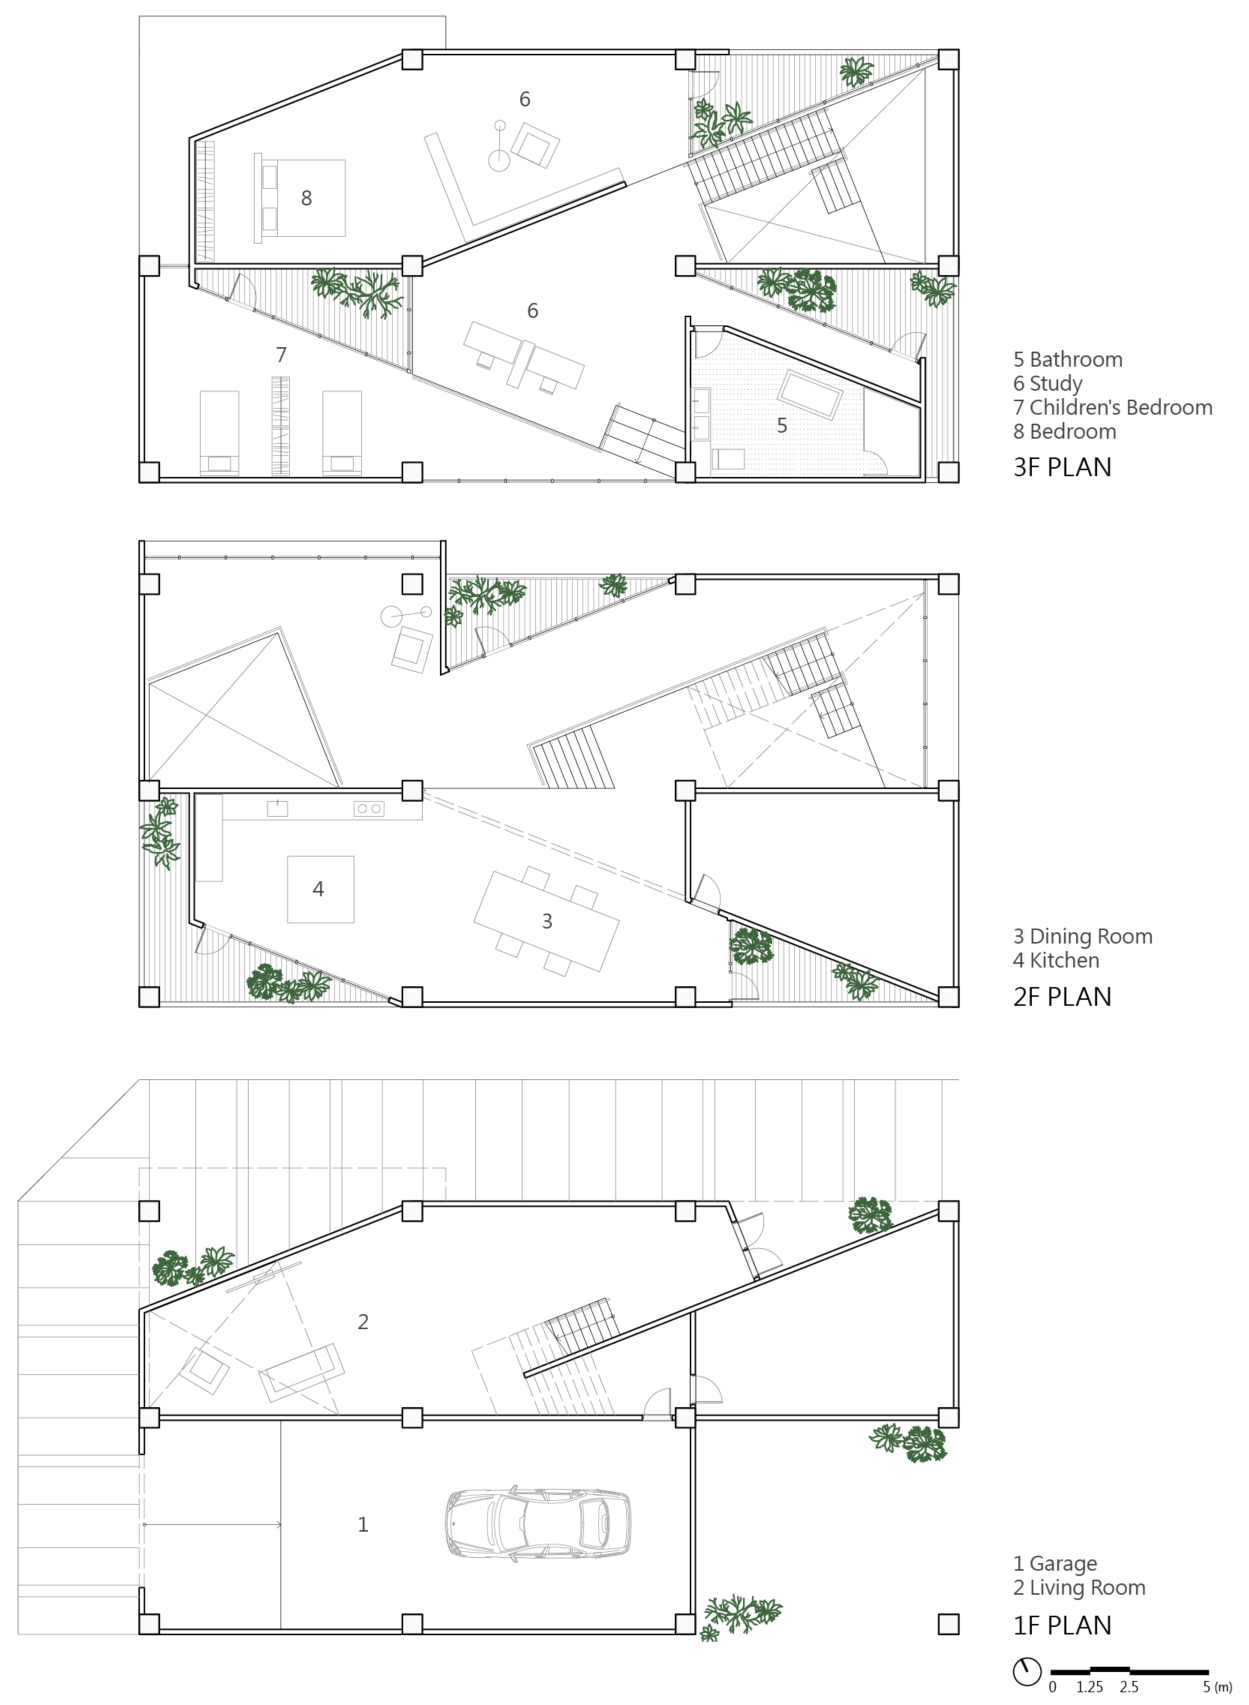 6
8
6
7
5
5 Bathroom
6 Study
7 Children's Bedroom
8 Bedroom
3F PLAN
4
3
3 Dining Room
4 Kitchen
2F PLAN
2
1
1 Garage
2 Living Room
1F PLAN
0 1.25 2.5 5 (m)